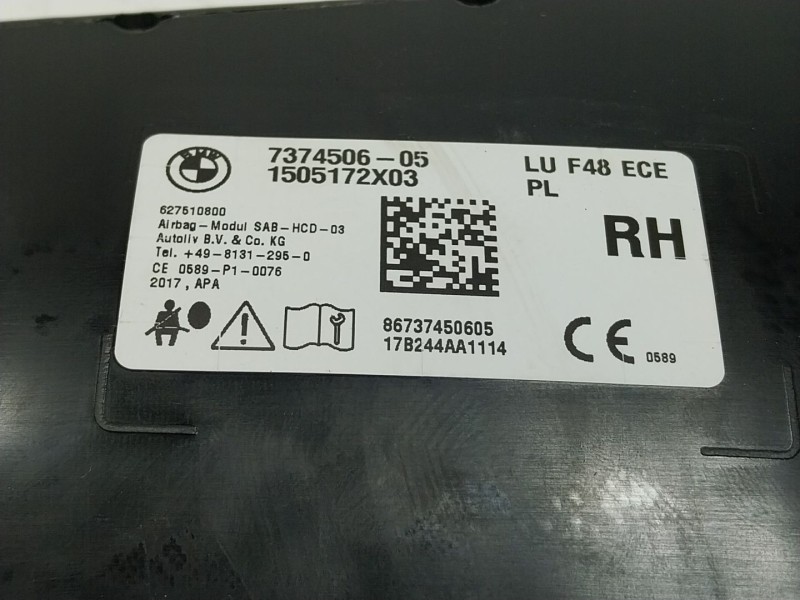 BMW
7374506-05
1505172X03
LU F48 ECE
PL
RH
627510800
Airbag-Modul SAB-HCD-03
Autoliv B.V. & Co. KG
Tel. +49-8131-295-0
CE 0589-P1-0076
2017, APA
86737450605
17B244AA1114
CE 0589